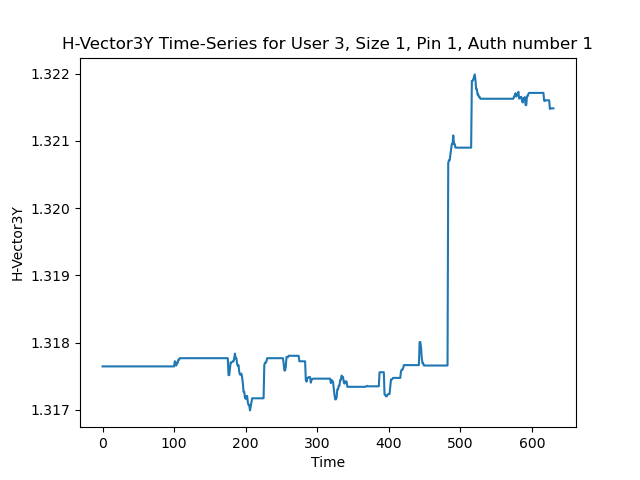 H-Vector3Y Time-Series for User 3, Size 1, Pin 1, Auth number 1
1.322
1.321
1.320
1.319
1.318
1.317
H-Vector3Y
0 100 200 300 400 500 600
Time